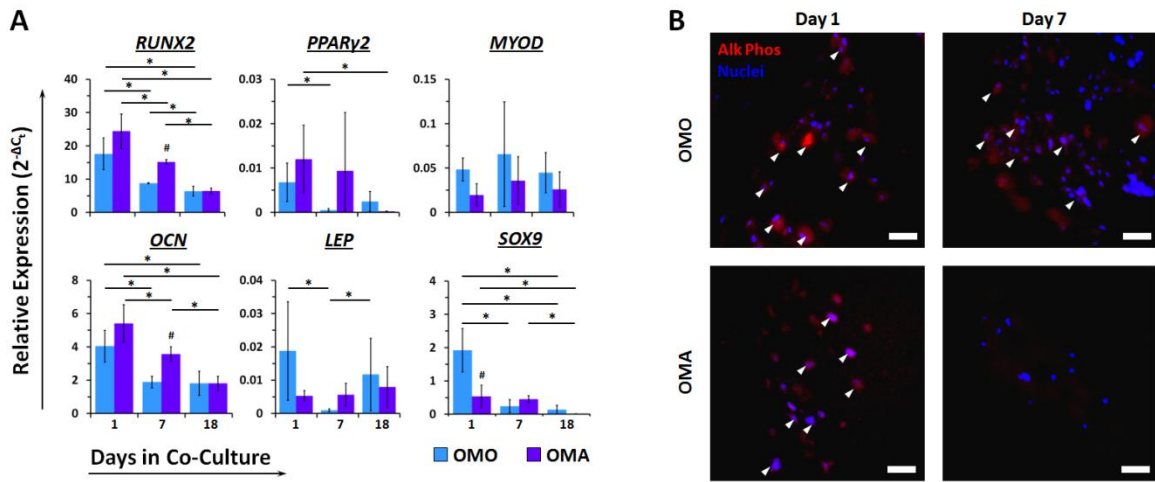 A
RUNX2 PPARγ2 MYOD
* * * * * * *
40 30 20 10 0
#
0.03 0.02 0.01 0
* *
0.15 0.1 0.05 0
OCN LEP SOX9
* * * * *
8 6 4 2 0
#
0.04 0.03 0.02 0.01 0
* *
4 3 2 1 0
* * * * *
#
1 7 18 1 7 18 1 7 18
Relative Expression (2^-ΔCt)
Days in Co-Culture
OMO OMA
B
Day 1 Day 7
Alk Phos
Nuclei
OMO
OMA